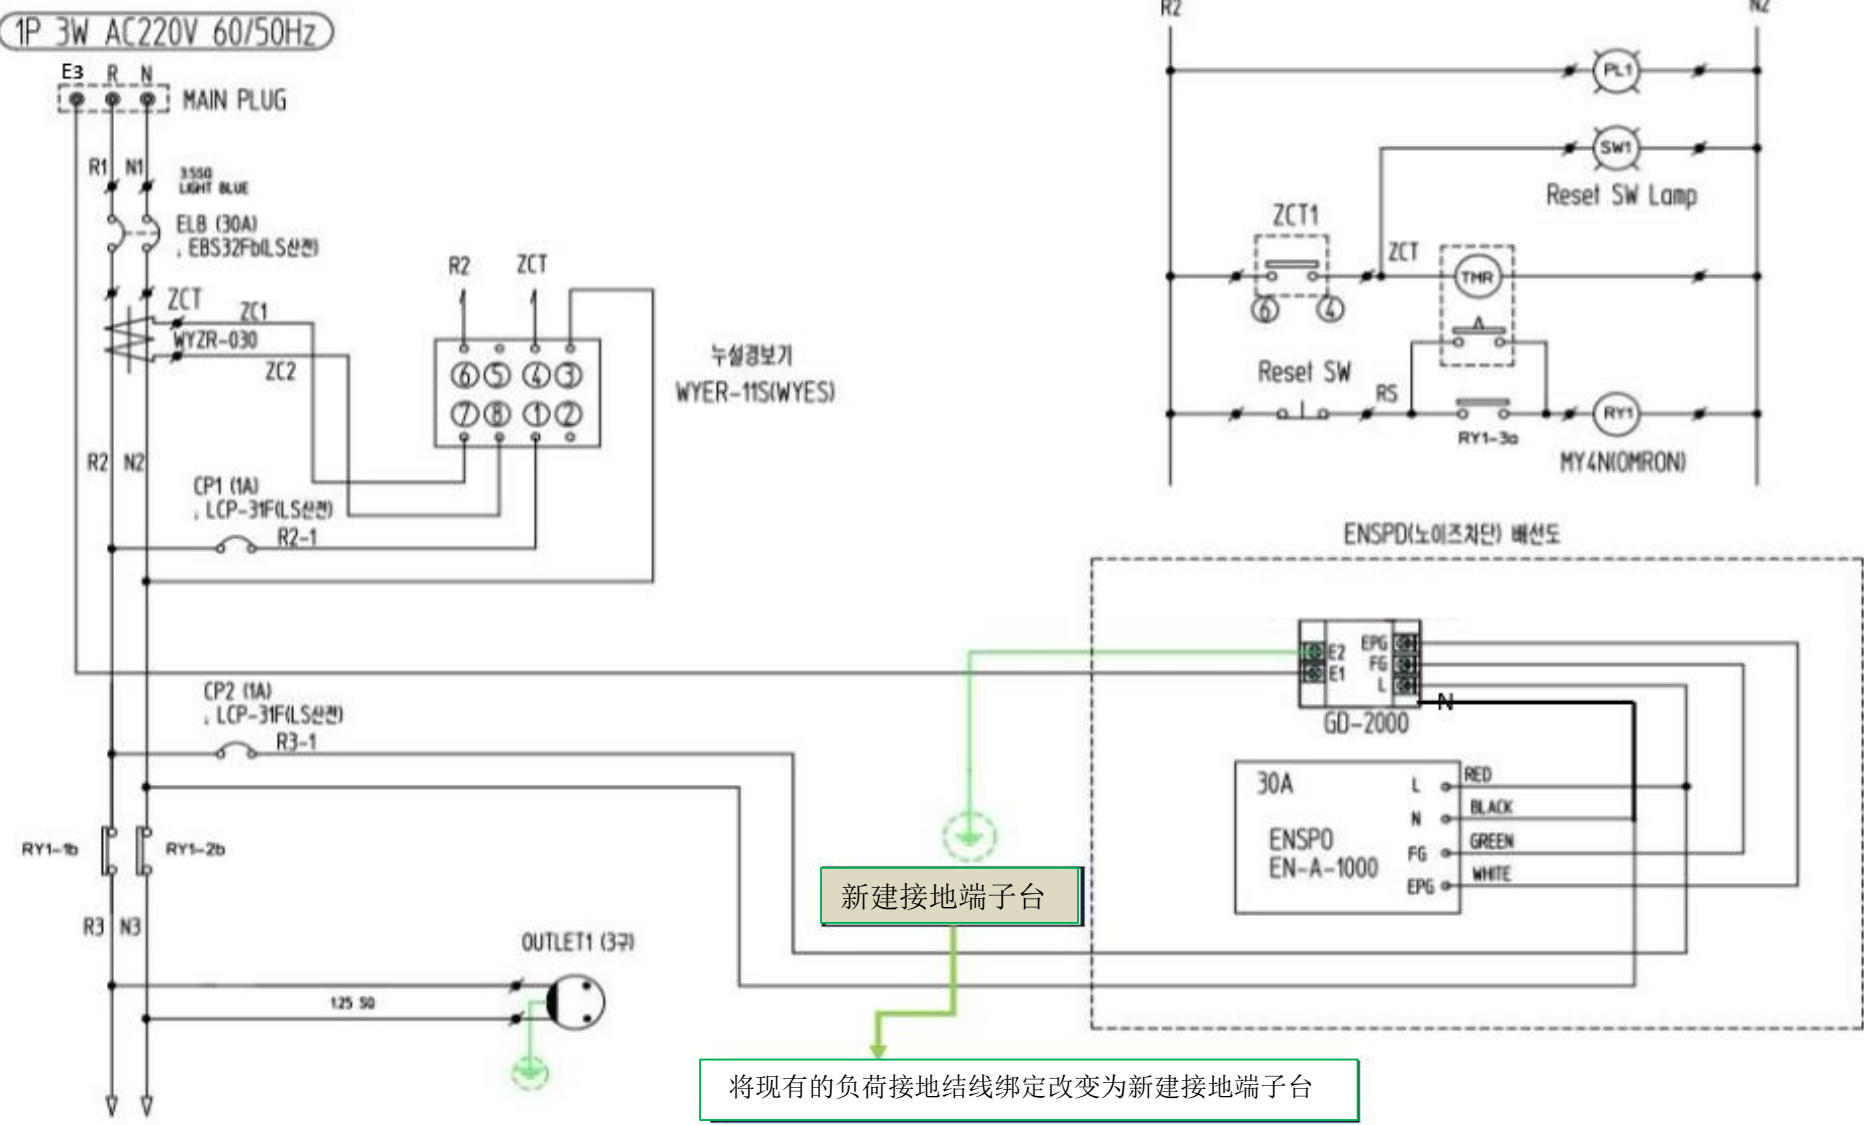 1P 3W AC220V 60/50Hz
E3 R N
MAIN PLUG
R1 N1
3.5SQ
LIGHT BLUE
ELB (30A)
, EBS32Fb(LS산전)
ZCT
ZC1
WYZR-030
ZC2
R2 ZCT
⑥⑤④③
⑦⑧①②
누설경보기
WYER-11S(WYES)
R2 N2
CP1 (1A)
, LCP-31F(LS산전)
R2-1
CP2 (1A)
, LCP-31F(LS산전)
R3-1
RY1-1b
RY1-2b
R3 N3
OUTLET1 (3구)
1.25 SQ
R2
N2
PL1
SW1
Reset SW Lamp
ZCT1
ZCT
TMR
⑥ ④
Reset SW
RS
RY1
RY1-3a
MY4N(OMRON)
ENSPD(노이즈차단) 배선도
E2
E1
EPG
FG
L
N
GD-2000
30A
ENSPO
EN-A-1000
L RED
N BLACK
FG GREEN
EPG WHITE
新建接地端子台
将现有的负荷接地结线绑定改变为新建接地端子台